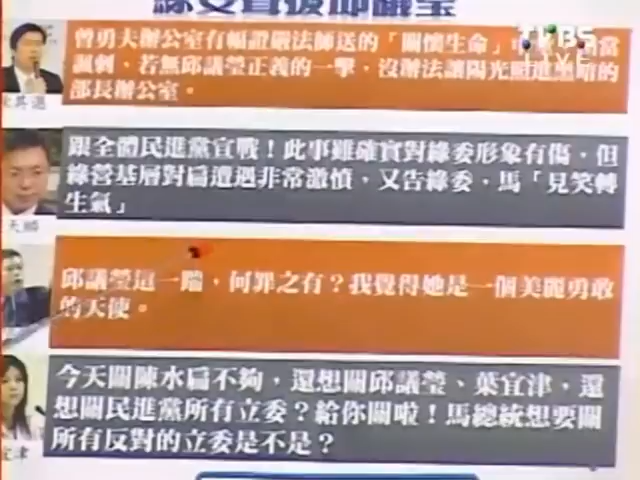 綠委聲援邱議瑩
TVBS
LIVE
曾勇夫辦公室有幅證嚴法師送的「關懷生命」
諷刺、若無邱議瑩正義的一擊，沒辦法讓陽光照進黑暗的
部長辦公室。
跟全體民進黨宣戰！此事雖確實對綠委形象有傷，但
綠營基層對扁遭遇非常激憤，又告綠委，馬「見笑轉
生氣」
天麟
邱議瑩這一踹，何罪之有？我覺得她是一個美麗勇敢
的天使。
今天關陳水扁不夠，還想關邱議瑩、葉宜津，還
想關民進黨所有立委？給你關啦！馬總統想要關
所有反對的立委是不是？
宜津